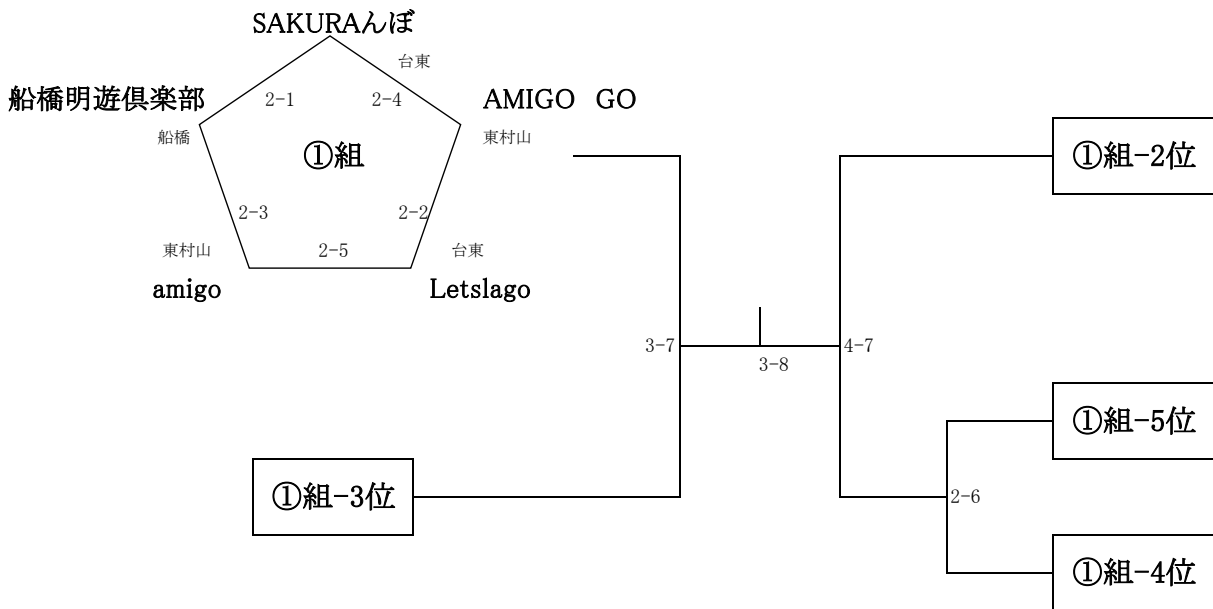 SAKURAんぼ
台東
船橋明遊倶楽部
2-1
2-4
AMIGO　GO
船橋
東村山
①組
①組-2位
2-3
2-2
東村山
2-5
台東
amigo
Letslago
3-7
4-7
3-8
①組-5位
①組-3位
2-6
①組-4位